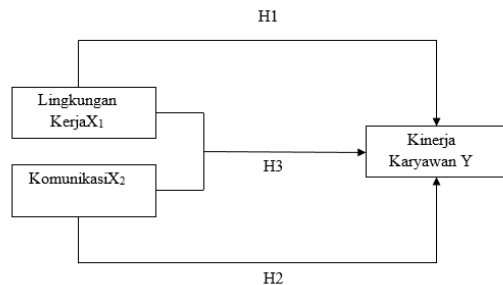 H1
Lingkungan
KerjaX₁
Kinerja
Karyawan Y
H3
KomunikasiX₂
H2